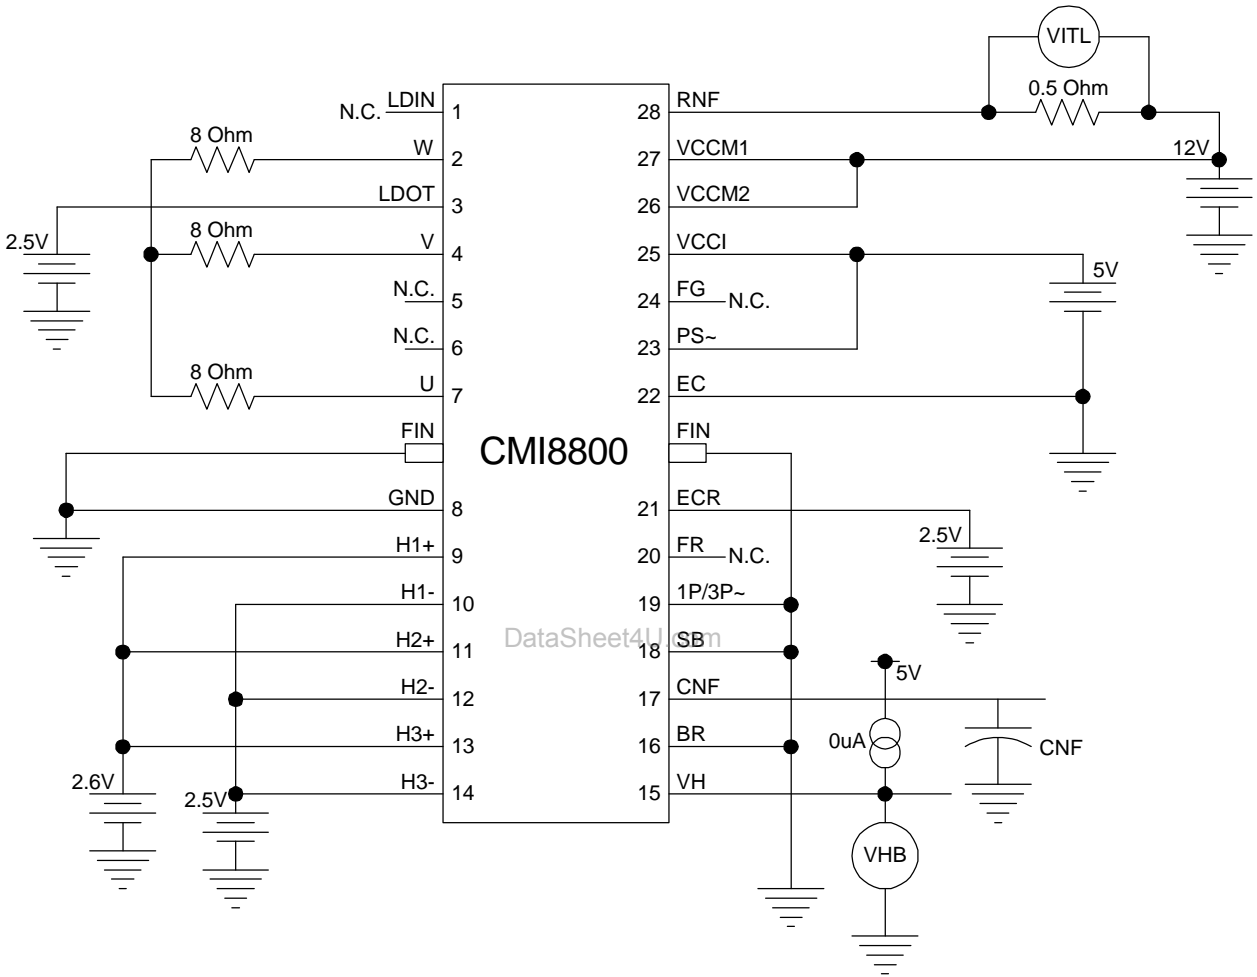 VITL
0.5 Ohm
N.C. LDIN 1
28 RNF
8 Ohm
W 2
27 VCCM1
12V
LDOT 3
26 VCCM2
2.5V
8 Ohm
V 4
25 VCCI
5V
N.C. 5
24 FG N.C.
N.C. 6
23 PS~
8 Ohm
U 7
22 EC
FIN
CMI8800
FIN
GND 8
21 ECR
2.5V
H1+ 9
20 FR N.C.
H1- 10
19 1P/3P~
DataSheet4U.com
H2+ 11
18 SB
5V
H2- 12
17 CNF
0uA
CNF
H3+ 13
16 BR
2.6V
2.5V
H3- 14
15 VH
VHB